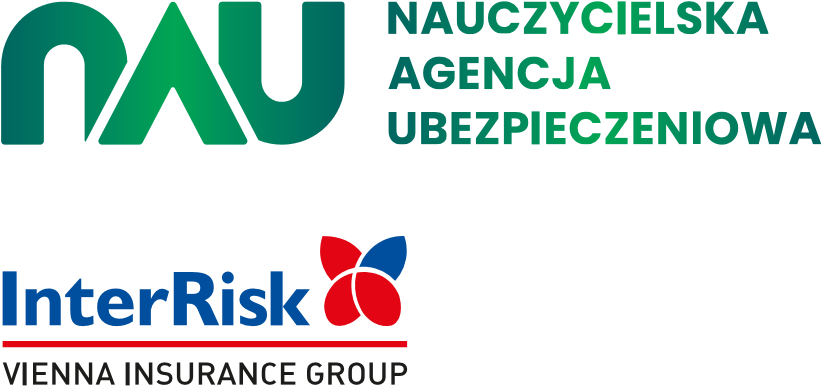 NAU
NAUCZYCIELSKA
AGENCJA
UBEZPIECZENIOWA
InterRisk
VIENNA INSURANCE GROUP